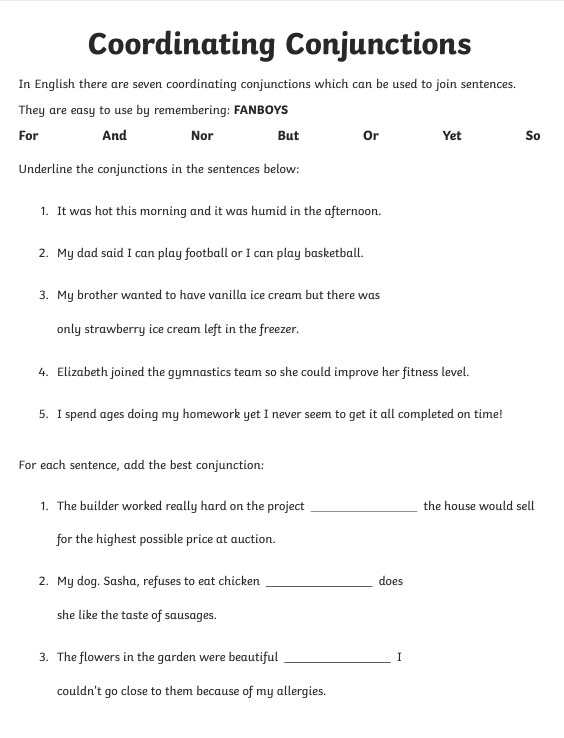 Coordinating Conjunctions
In English there are seven coordinating conjunctions which can be used to join sentences.
They are easy to use by remembering: FANBOYS
For And Nor But Or Yet So
Underline the conjunctions in the sentences below:
1. It was hot this morning and it was humid in the afternoon.
2. My dad said I can play football or I can play basketball.
3. My brother wanted to have vanilla ice cream but there was
only strawberry ice cream left in the freezer.
4. Elizabeth joined the gymnastics team so she could improve her fitness level.
5. I spend ages doing my homework yet I never seem to get it all completed on time!
For each sentence, add the best conjunction:
1. The builder worked really hard on the project ________________ the house would sell
for the highest possible price at auction.
2. My dog. Sasha, refuses to eat chicken ________________ does
she like the taste of sausages.
3. The flowers in the garden were beautiful ________________ I
couldn't go close to them because of my allergies.